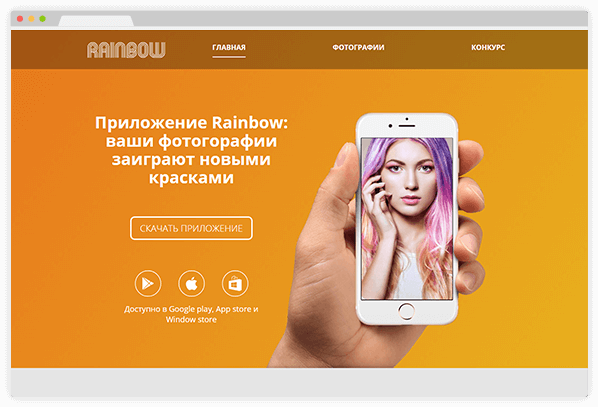 RAINBOW ГЛАВНАЯ ФОТОГРАФИИ КОНКУРС
Приложение Rainbow:
ваши фотогорафии
заиграют новыми
красками
СКАЧАТЬ ПРИЛОЖЕНИЕ
Доступно в Google play, App store и
Window store